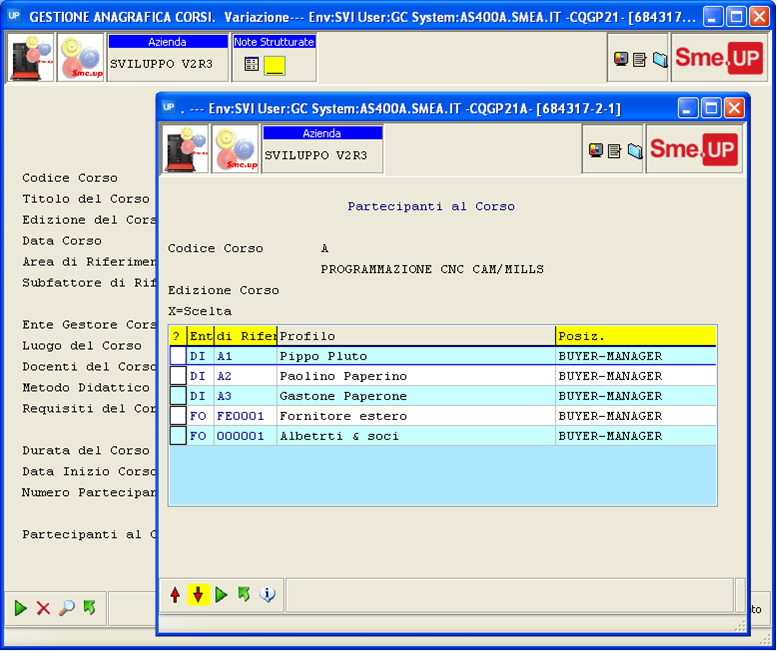 UP GESTIONE ANAGRAFICA CORSI. Variazione--- Env:SVI User:GC System:AS400A.SMEA.IT -CQGP21- [684317...
Sme.up
Azienda
SVILUPPO V2R3
Note Strutturate
Sme.UP
Codice Corso
Titolo del Corso
Edizione del Cors
Data Corso
Area di Riferimen
Subfattore di Rif
Ente Gestore Cors
Luogo del Corso
Docenti del Corso
Metodo Didattico
Requisiti del Cor
Durata del Corso
Data Inizio Corso
Numero Partecipan
Partecipanti al C
to
UP . --- Env:SVI User:GC System:AS400A.SMEA.IT -CQGP21A- [684317-2-1]
Sme.up
Azienda
SVILUPPO V2R3
Sme.UP
Partecipanti al Corso
Codice Corso A
PROGRAMMAZIONE CNC CAM/MILLS
Edizione Corso
X=Scelta
? Ent di Rifer Profilo Posiz.
DI A1 Pippo Pluto BUYER-MANAGER
DI A2 Paolino Paperino BUYER-MANAGER
DI A3 Gastone Paperone BUYER-MANAGER
FO FE0001 Fornitore estero BUYER-MANAGER
FO 000001 Albetrti & soci BUYER-MANAGER